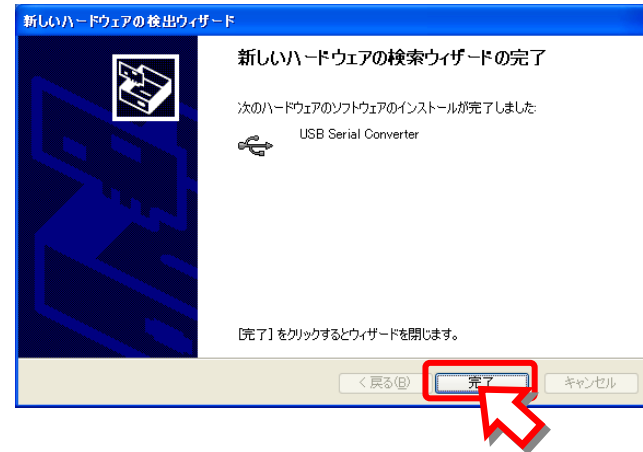 新しいハードウェアの検出ウィザード
新しいハードウェアの検索ウィザードの完了
次のハードウェアのソフトウェアのインストールが完了しました:
USB Serial Converter
[完了] をクリックするとウィザードを閉じます。
< 戻る(B)
完了
キャンセル